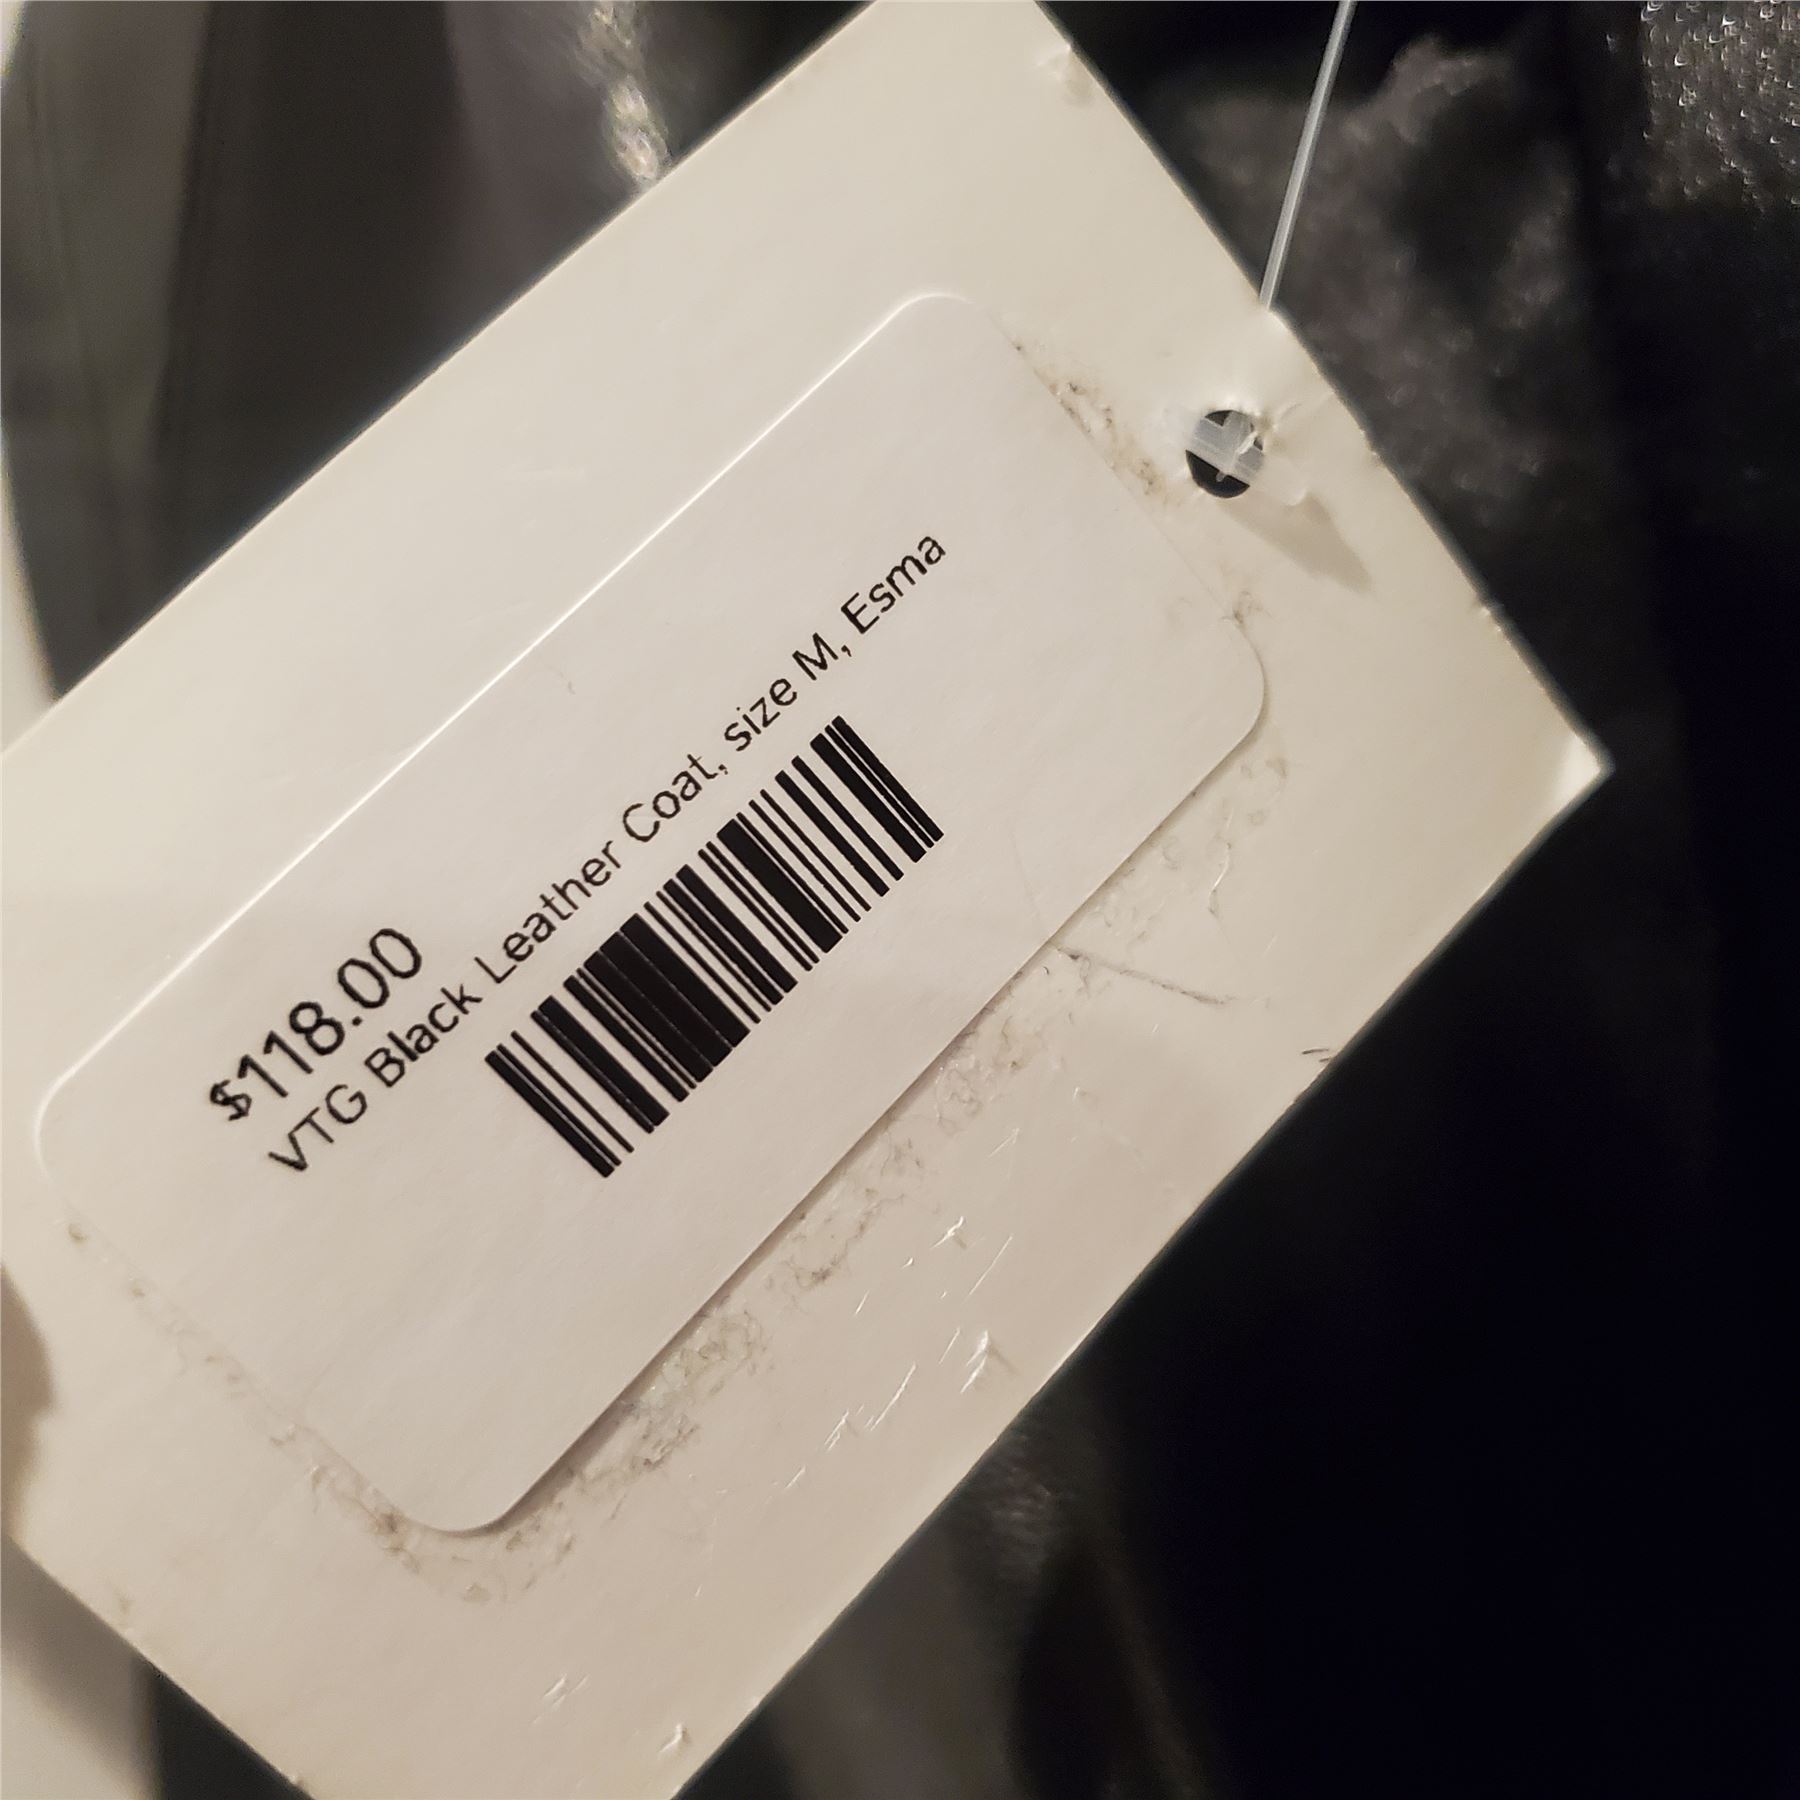 $118.00
VTG Black Leather Coat, size M, Esma